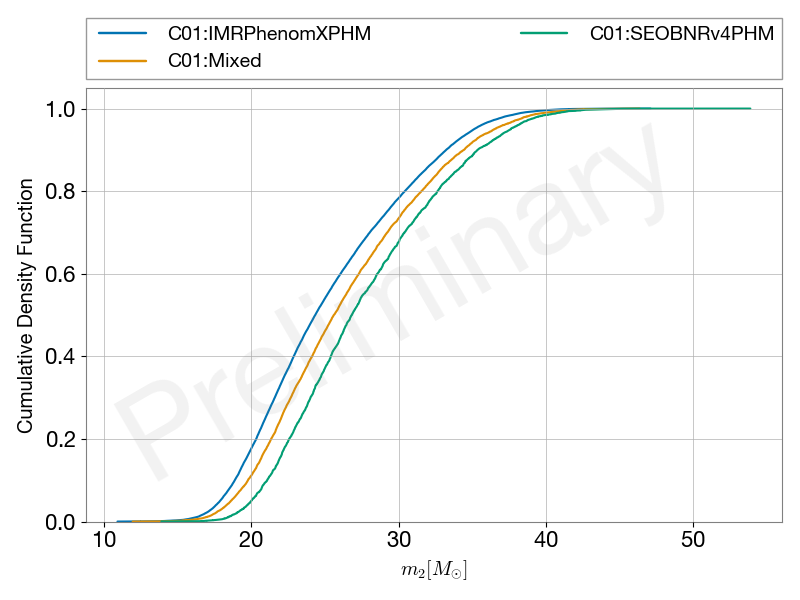 C01:IMRPhenomXPHM
C01:Mixed
C01:SEOBNRv4PHM
Preliminary
Cumulative Density Function
1.0
0.8
0.6
0.4
0.2
0.0
10
20
30
40
50
m₂[M⊙]